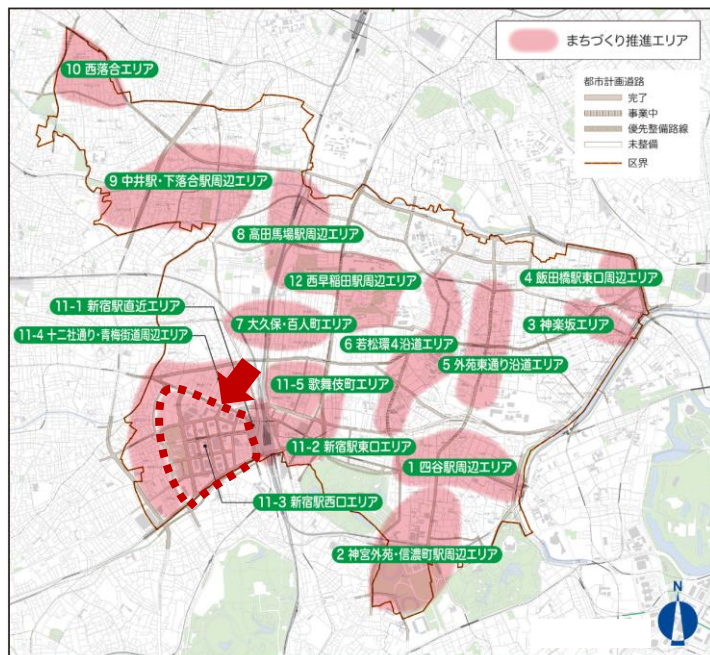 まちづくり推進エリア
都市計画道路
完了
事業中
優先整備路線
未整備
区界
10 西落合エリア
9 中井駅・下落合駅周辺エリア
8 高田馬場駅周辺エリア
12 西早稲田駅周辺エリア
4 飯田橋駅東口周辺エリア
11-1 新宿駅直近エリア
3 神楽坂エリア
7 大久保・百人町エリア
11-4 十二社通り・青梅街道周辺エリア
6 若松環4沿道エリア
5 外苑東通り沿道エリア
11-5 歌舞伎町エリア
11-2 新宿駅東口エリア
1 四谷駅周辺エリア
11-3 新宿駅西口エリア
2 神宮外苑・信濃町駅周辺エリア
N